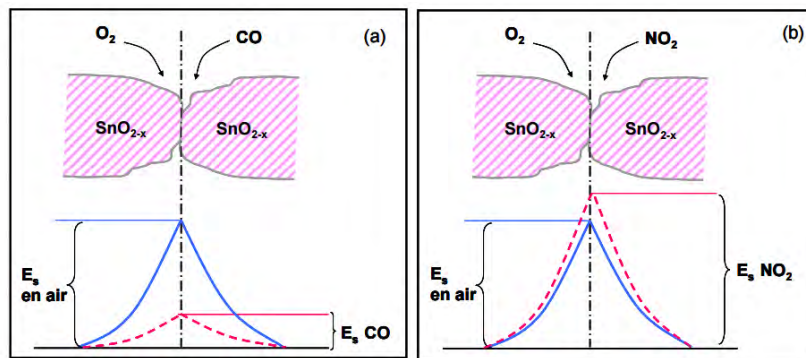 O2 CO (a)
SnO2-x SnO2-x
Es
en air
Es CO
O2 NO2 (b)
SnO2-x SnO2-x
Es
en air
Es NO2